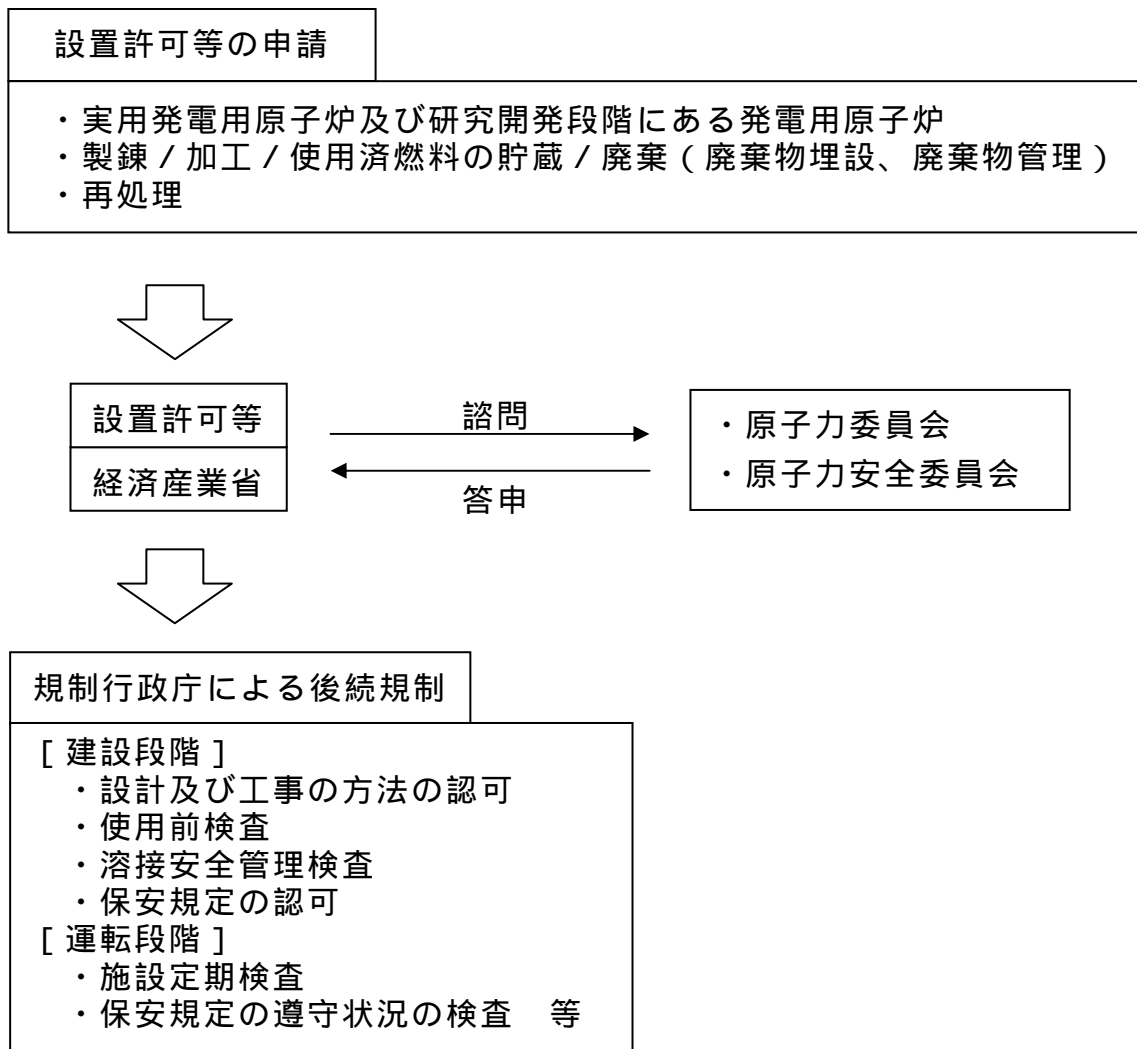 設置許可等の申請
・実用発電用原子炉及び研究開発段階にある発電用原子炉
・製錬/加工/使用済燃料の貯蔵/廃棄(廃棄物埋設、廃棄物管理)
・再処理
設置許可等
経済産業省
諮問
答申
・原子力委員会
・原子力安全委員会
規制行政庁による後続規制
[建設段階]
・設計及び工事の方法の認可
・使用前検査
・溶接安全管理検査
・保安規定の認可
[運転段階]
・施設定期検査
・保安規定の遵守状況の検査 等